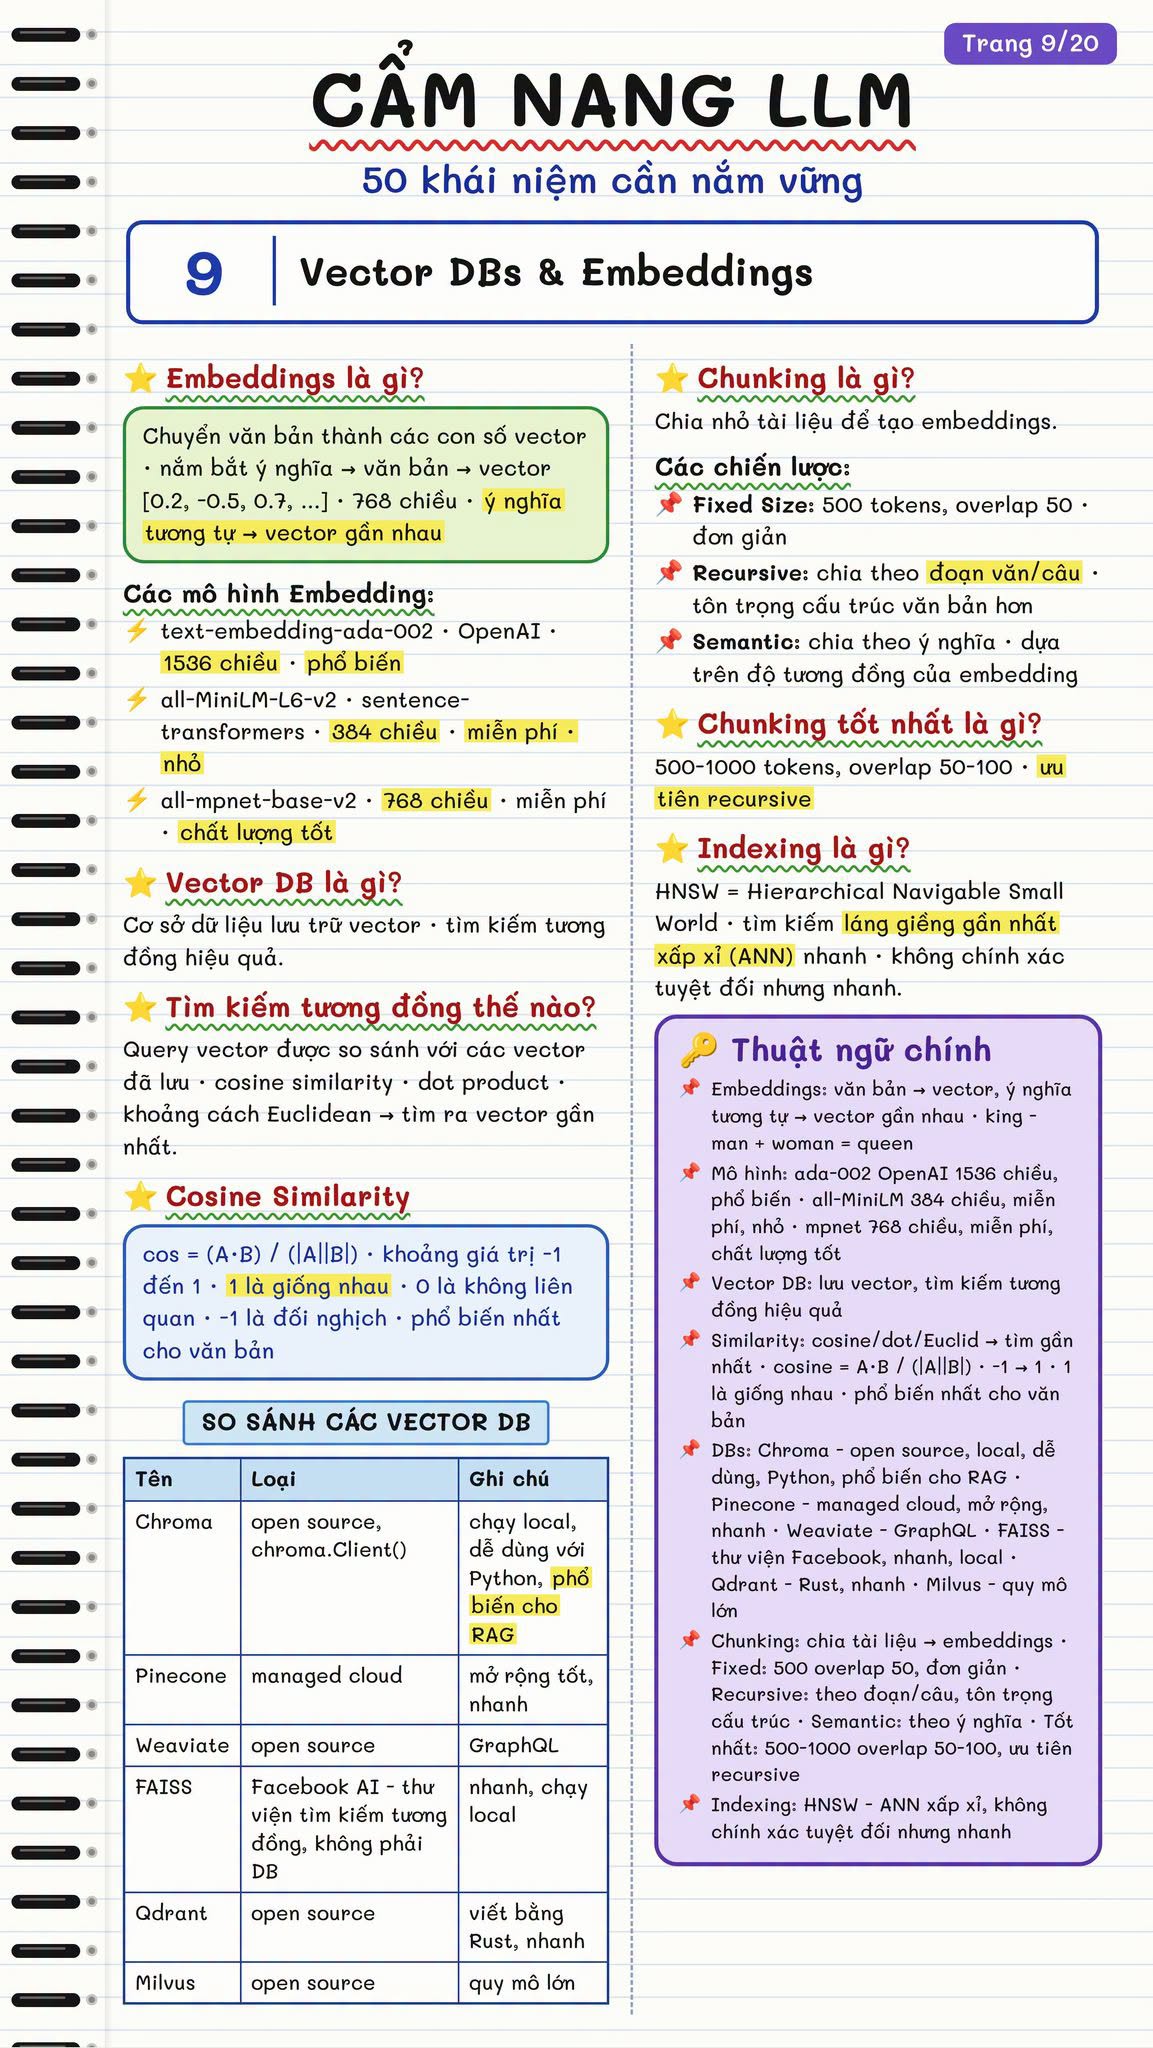 Trang 9/20
CẨM NANG LLM
50 khái niệm cần nắm vững
9
Vector DBs & Embeddings
⭐ Embeddings là gì?
Chuyển văn bản thành các con số vector
· nắm bắt ý nghĩa → văn bản → vector
[0.2, -0.5, 0.7, ...] · 768 chiều · ý nghĩa
tương tự → vector gần nhau
Các mô hình Embedding:
⚡ text-embedding-ada-002 · OpenAI ·
1536 chiều · phổ biến
⚡ all-MiniLM-L6-v2 · sentence-
transformers · 384 chiều · miễn phí ·
nhỏ
⚡ all-mpnet-base-v2 · 768 chiều · miễn phí
· chất lượng tốt
⭐ Vector DB là gì?
Cơ sở dữ liệu lưu trữ vector · tìm kiếm tương
đồng hiệu quả.
⭐ Tìm kiếm tương đồng thế nào?
Query vector được so sánh với các vector
đã lưu · cosine similarity · dot product ·
khoảng cách Euclidean → tìm ra vector gần
nhất.
⭐ Cosine Similarity
cos = (A·B) / (|A||B|) · khoảng giá trị -1
đến 1 · 1 là giống nhau · 0 là không liên
quan · -1 là đối nghịch · phổ biến nhất
cho văn bản
SO SÁNH CÁC VECTOR DB
Tên Loại Ghi chú
Chroma open source, chạy local,
chroma.Client() dễ dùng với
Python, phổ
biến cho
RAG
Pinecone managed cloud mở rộng tốt,
nhanh
Weaviate open source GraphQL
FAISS Facebook AI - thư nhanh, chạy
viện tìm kiếm tương local
đồng, không phải
DB
Qdrant open source viết bằng
Rust, nhanh
Milvus open source quy mô lớn
⭐ Chunking là gì?
Chia nhỏ tài liệu để tạo embeddings.
Các chiến lược:
📌 Fixed Size: 500 tokens, overlap 50 ·
đơn giản
📌 Recursive: chia theo đoạn văn/câu ·
tôn trọng cấu trúc văn bản hơn
📌 Semantic: chia theo ý nghĩa · dựa
trên độ tương đồng của embedding
⭐ Chunking tốt nhất là gì?
500-1000 tokens, overlap 50-100 · ưu
tiên recursive
⭐ Indexing là gì?
HNSW = Hierarchical Navigable Small
World · tìm kiếm láng giềng gần nhất
xấp xỉ (ANN) nhanh · không chính xác
tuyệt đối nhưng nhanh.
🔑 Thuật ngữ chính
📌 Embeddings: văn bản → vector, ý nghĩa
tương tự → vector gần nhau · king -
man + woman = queen
📌 Mô hình: ada-002 OpenAI 1536 chiều,
phổ biến · all-MiniLM 384 chiều, miễn
phí, nhỏ · mpnet 768 chiều, miễn phí,
chất lượng tốt
📌 Vector DB: lưu vector, tìm kiếm tương
đồng hiệu quả
📌 Similarity: cosine/dot/Euclid → tìm gần
nhất · cosine = A·B / (|A||B|) · -1 → 1 · 1
là giống nhau · phổ biến nhất cho văn
bản
📌 DBs: Chroma - open source, local, dễ
dùng, Python, phổ biến cho RAG ·
Pinecone - managed cloud, mở rộng,
nhanh · Weaviate - GraphQL · FAISS -
thư viện Facebook, nhanh, local ·
Qdrant - Rust, nhanh · Milvus - quy mô
lớn
📌 Chunking: chia tài liệu → embeddings ·
Fixed: 500 overlap 50, đơn giản ·
Recursive: theo đoạn/câu, tôn trọng
cấu trúc · Semantic: theo ý nghĩa · Tốt
nhất: 500-1000 overlap 50-100, ưu tiên
recursive
📌 Indexing: HNSW - ANN xấp xỉ, không
chính xác tuyệt đối nhưng nhanh